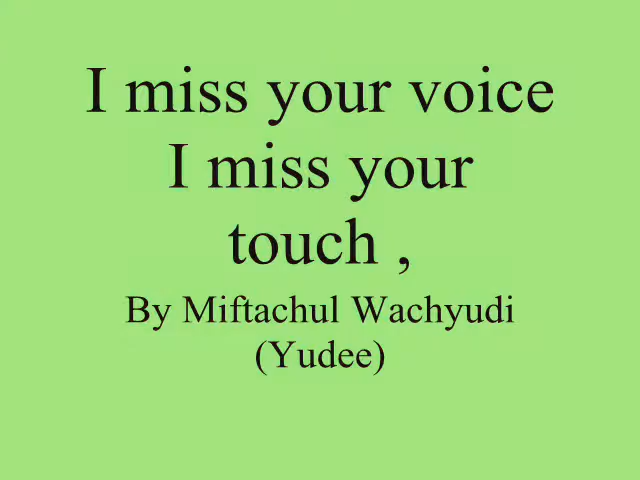 I miss your voice
I miss your
touch ,
By Miftachul Wachyudi
(Yudee)